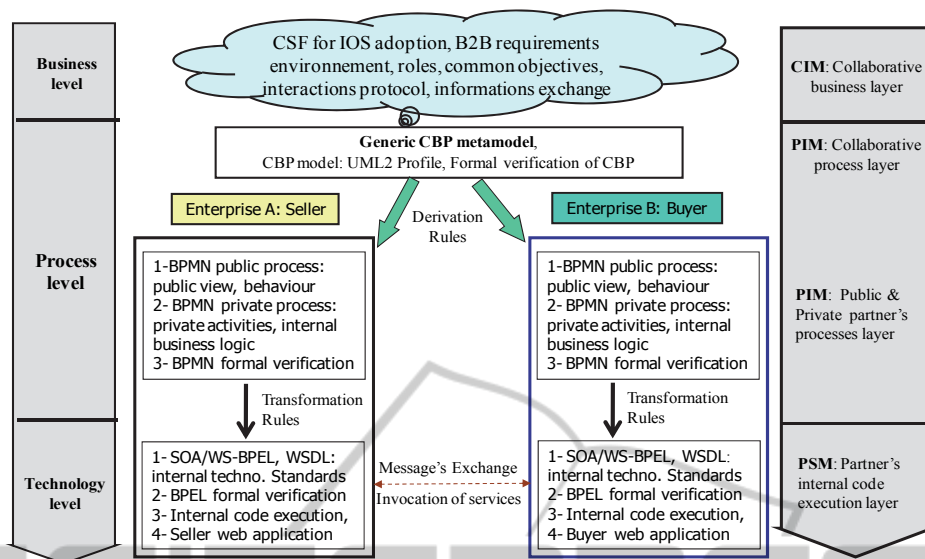 Business
level
CSF for IOS adoption, B2B requirements
environnement, roles, common objectives,
interactions protocol, informations exchange
CIM: Collaborative
business layer
Generic CBP metamodel,
CBP model: UML2 Profile, Formal verification of CBP
PIM: Collaborative
process layer
Enterprise A: Seller
Derivation
Rules
Enterprise B: Buyer
Process
level
1-BPMN public process:
public view, behaviour
2- BPMN private process:
private activities, internal
business logic
3- BPMN formal verification
1-BPMN public process:
public view, behaviour
2- BPMN private process:
private activities, internal
business logic
3- BPMN formal verification
PIM: Public &
Private partner's
processes layer
Transformation
Rules
Transformation
Rules
Technology
level
1- SOA/WS-BPEL, WSDL:
internal techno. Standards
2- BPEL formal verification
3- Internal code execution,
4- Seller web application
Message's Exchange
Invocation of services
1- SOA/WS-BPEL, WSDL:
internal techno. Standards
2- BPEL formal verification
3- Internal code execution,
4- Buyer web application
PSM: Partner's
internal code
execution layer